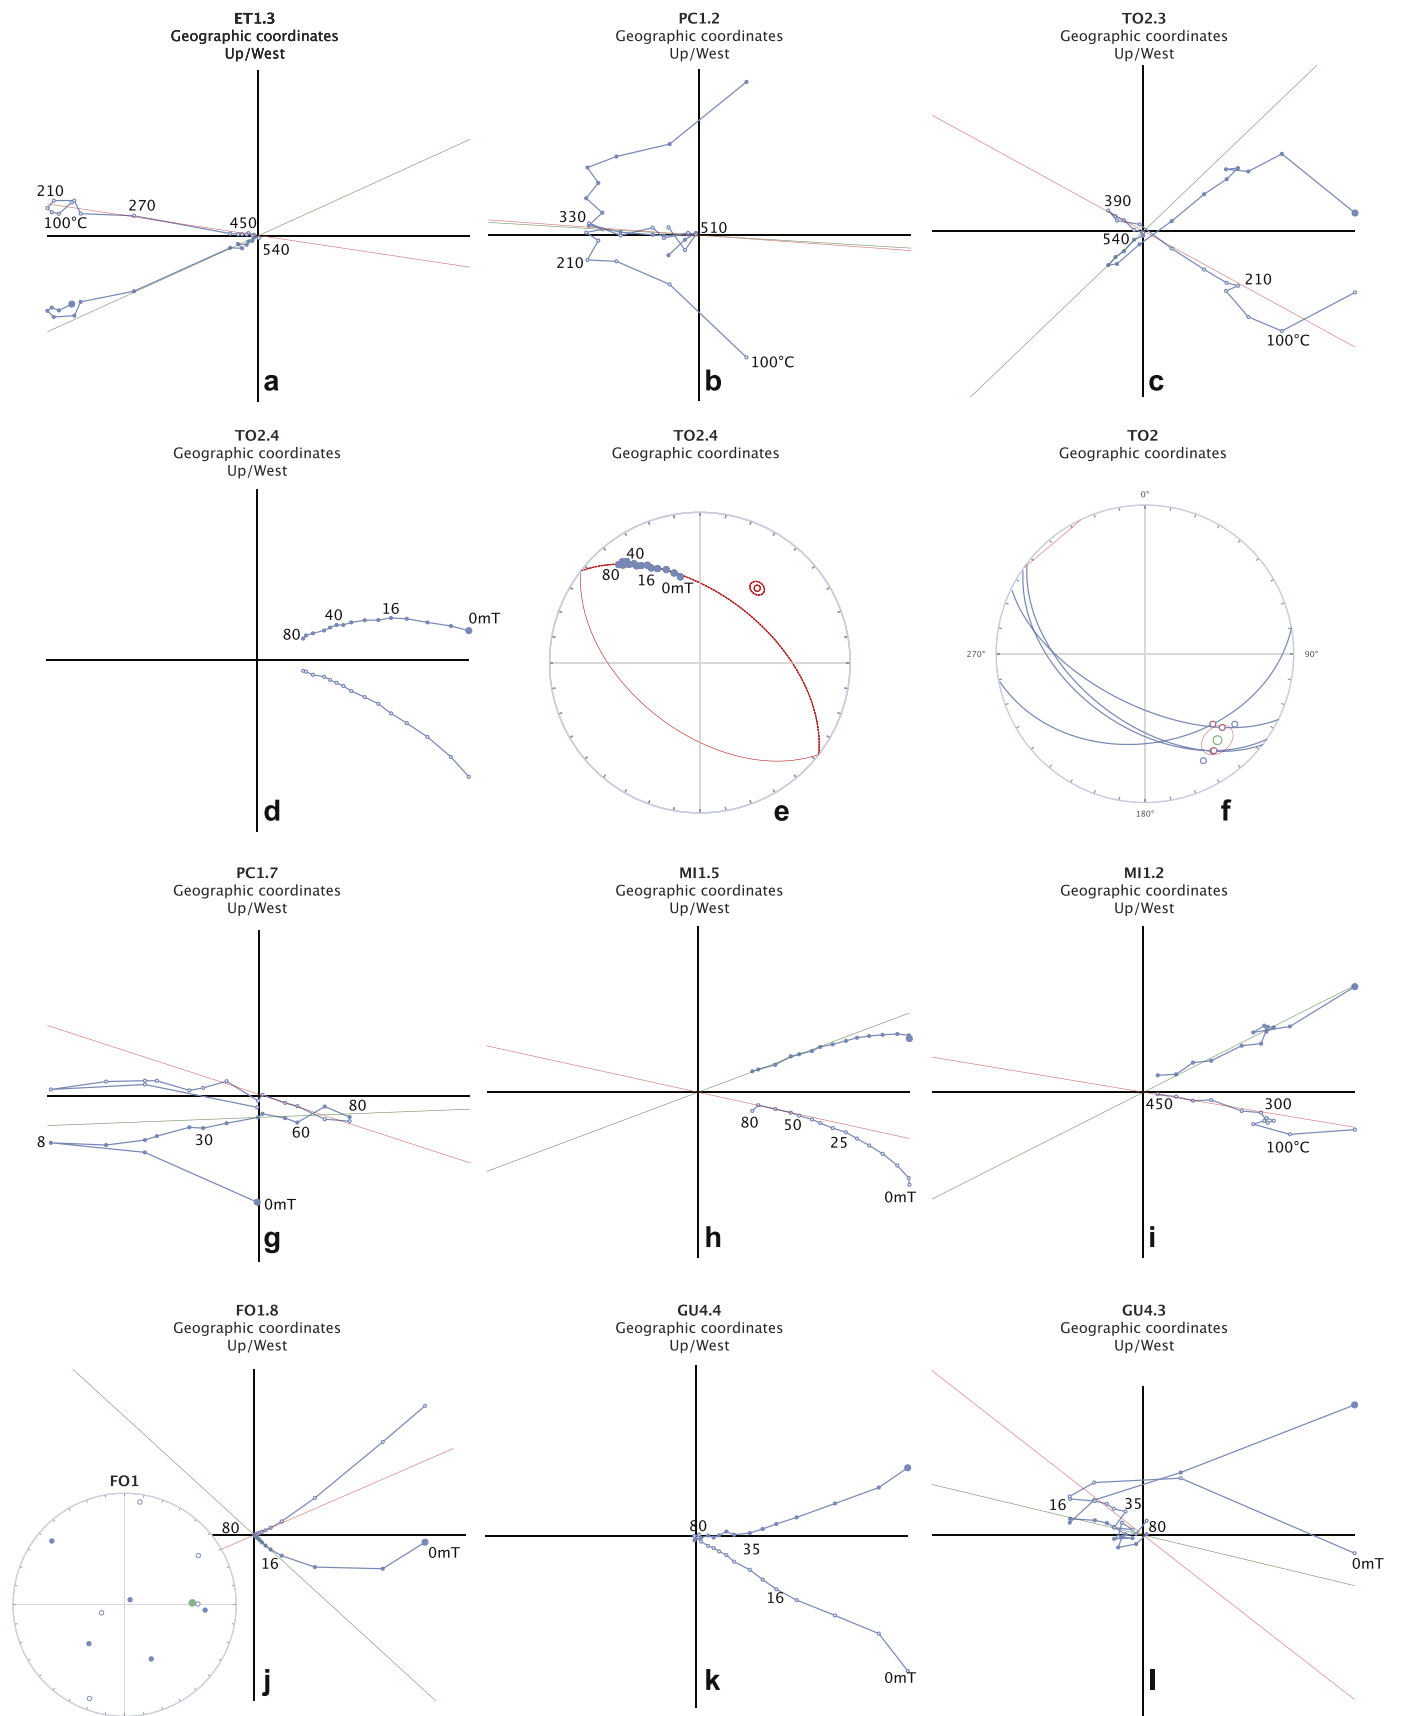 ET1.3
Geographic coordinates
Up/West
210
270
100°C
450
540
a
PC1.2
Geographic coordinates
Up/West
330
510
210
100°C
b
TO2.3
Geographic coordinates
Up/West
390
540
210
100°C
c
TO2.4
Geographic coordinates
Up/West
0mT
16
40
80
d
TO2.4
Geographic coordinates
40
80
16
0mT
e
TO2
Geographic coordinates
0°
270°
90°
180°
f
PC1.7
Geographic coordinates
Up/West
80
60
30
8
0mT
g
MI1.5
Geographic coordinates
Up/West
80
50
25
0mT
h
MI1.2
Geographic coordinates
Up/West
450
300
100°C
i
FO1.8
Geographic coordinates
Up/West
FO1
80
16
0mT
j
GU4.4
Geographic coordinates
Up/West
80
35
16
0mT
k
GU4.3
Geographic coordinates
Up/West
16
35
80
0mT
l